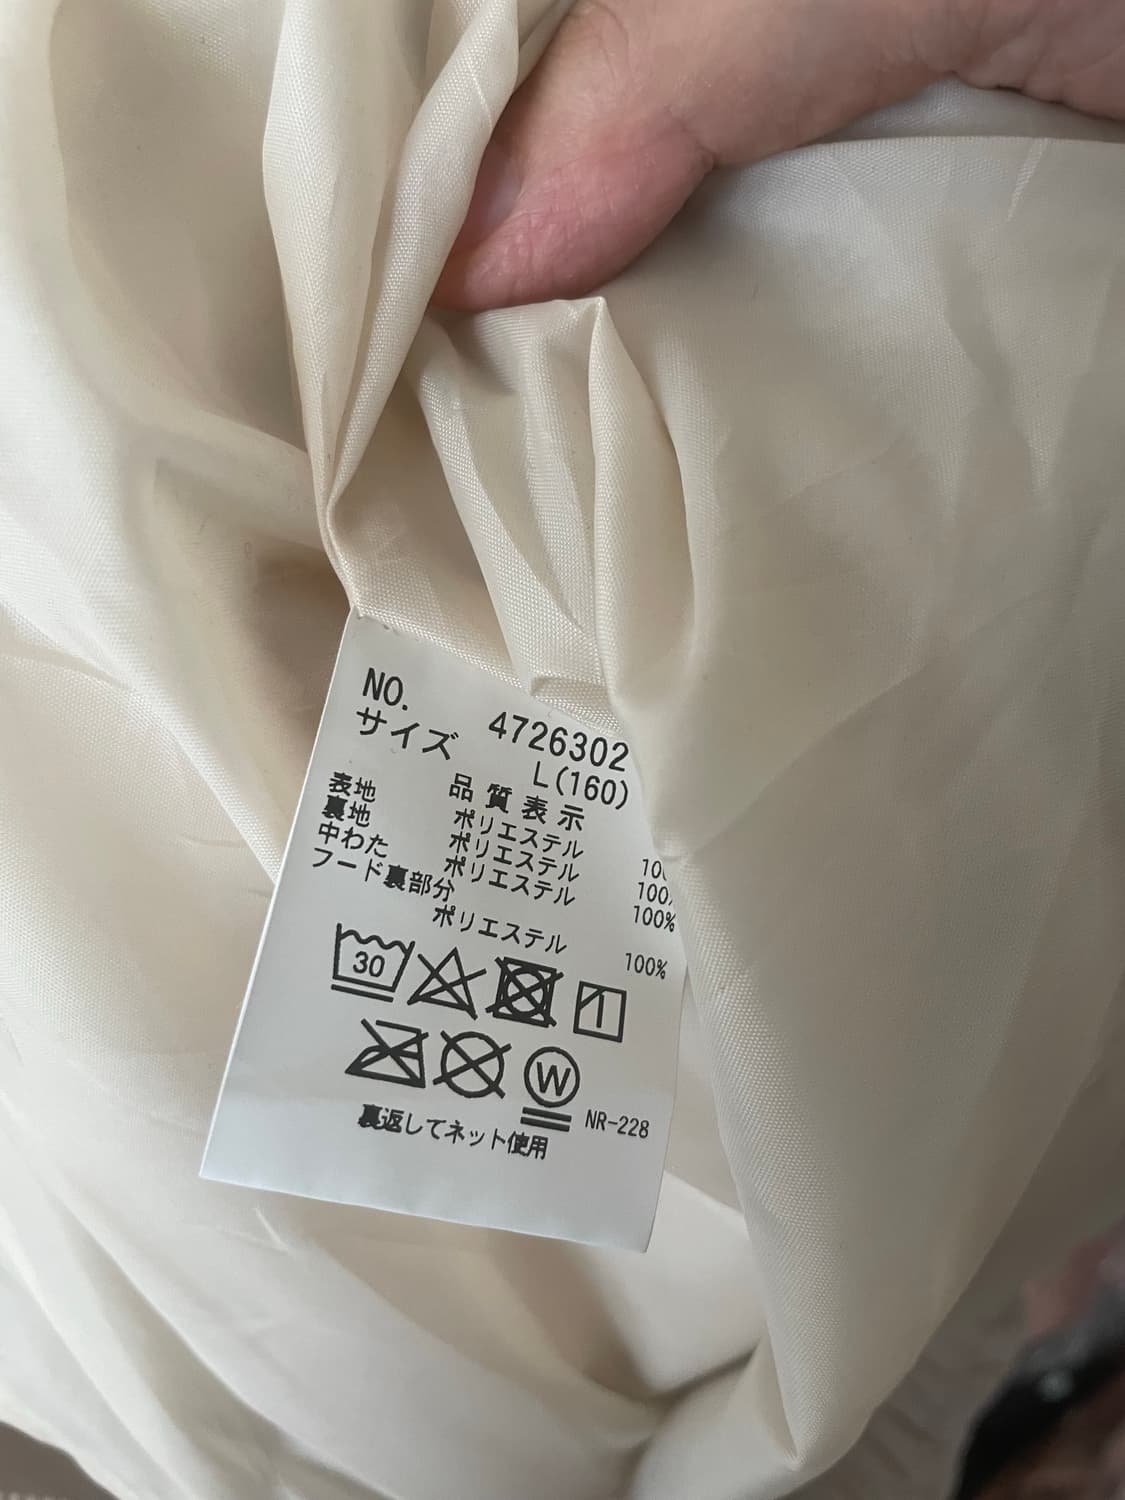 NO. 4726302
サイズ L(160)
品質表示
表地 ポリエステル 100
裏地 ポリエステル 100%
中わた ポリエステル 100%
フード裏部分
ポリエステル 100%
30
W
NR-228
裏返してネット使用